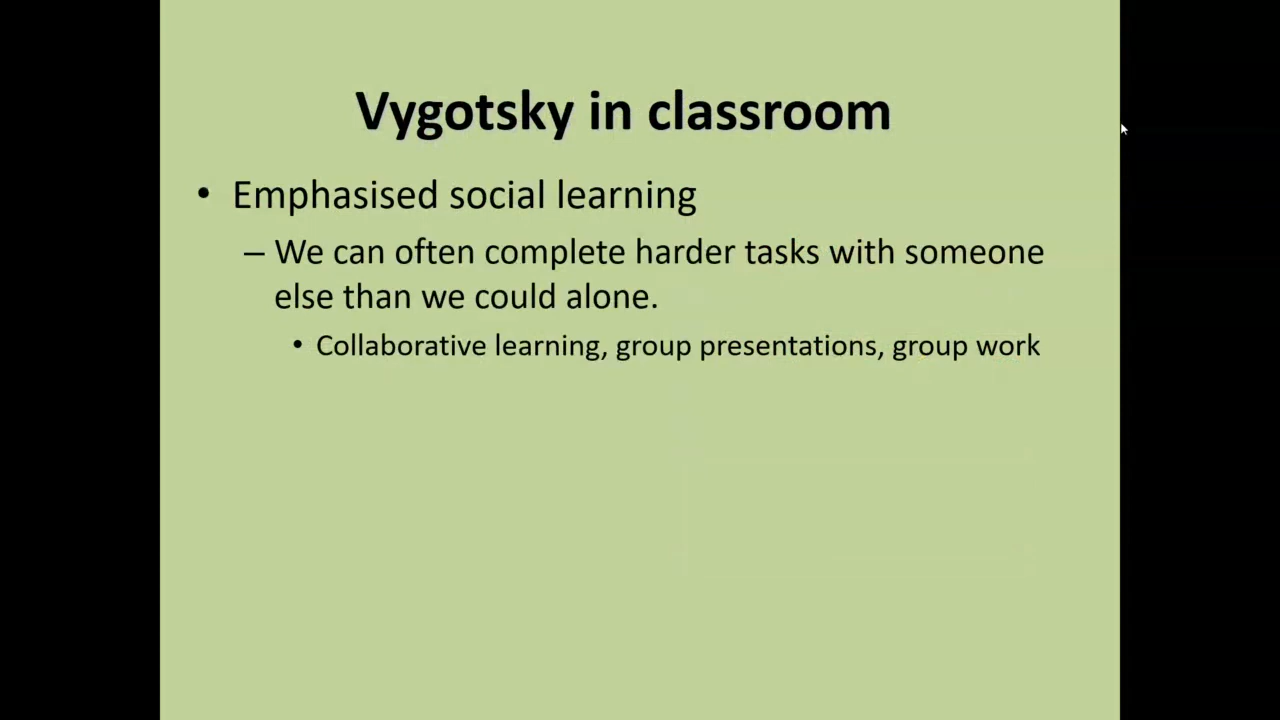 Vygotsky in classroom
• Emphasised social learning
– We can often complete harder tasks with someone
else than we could alone.
• Collaborative learning, group presentations, group work